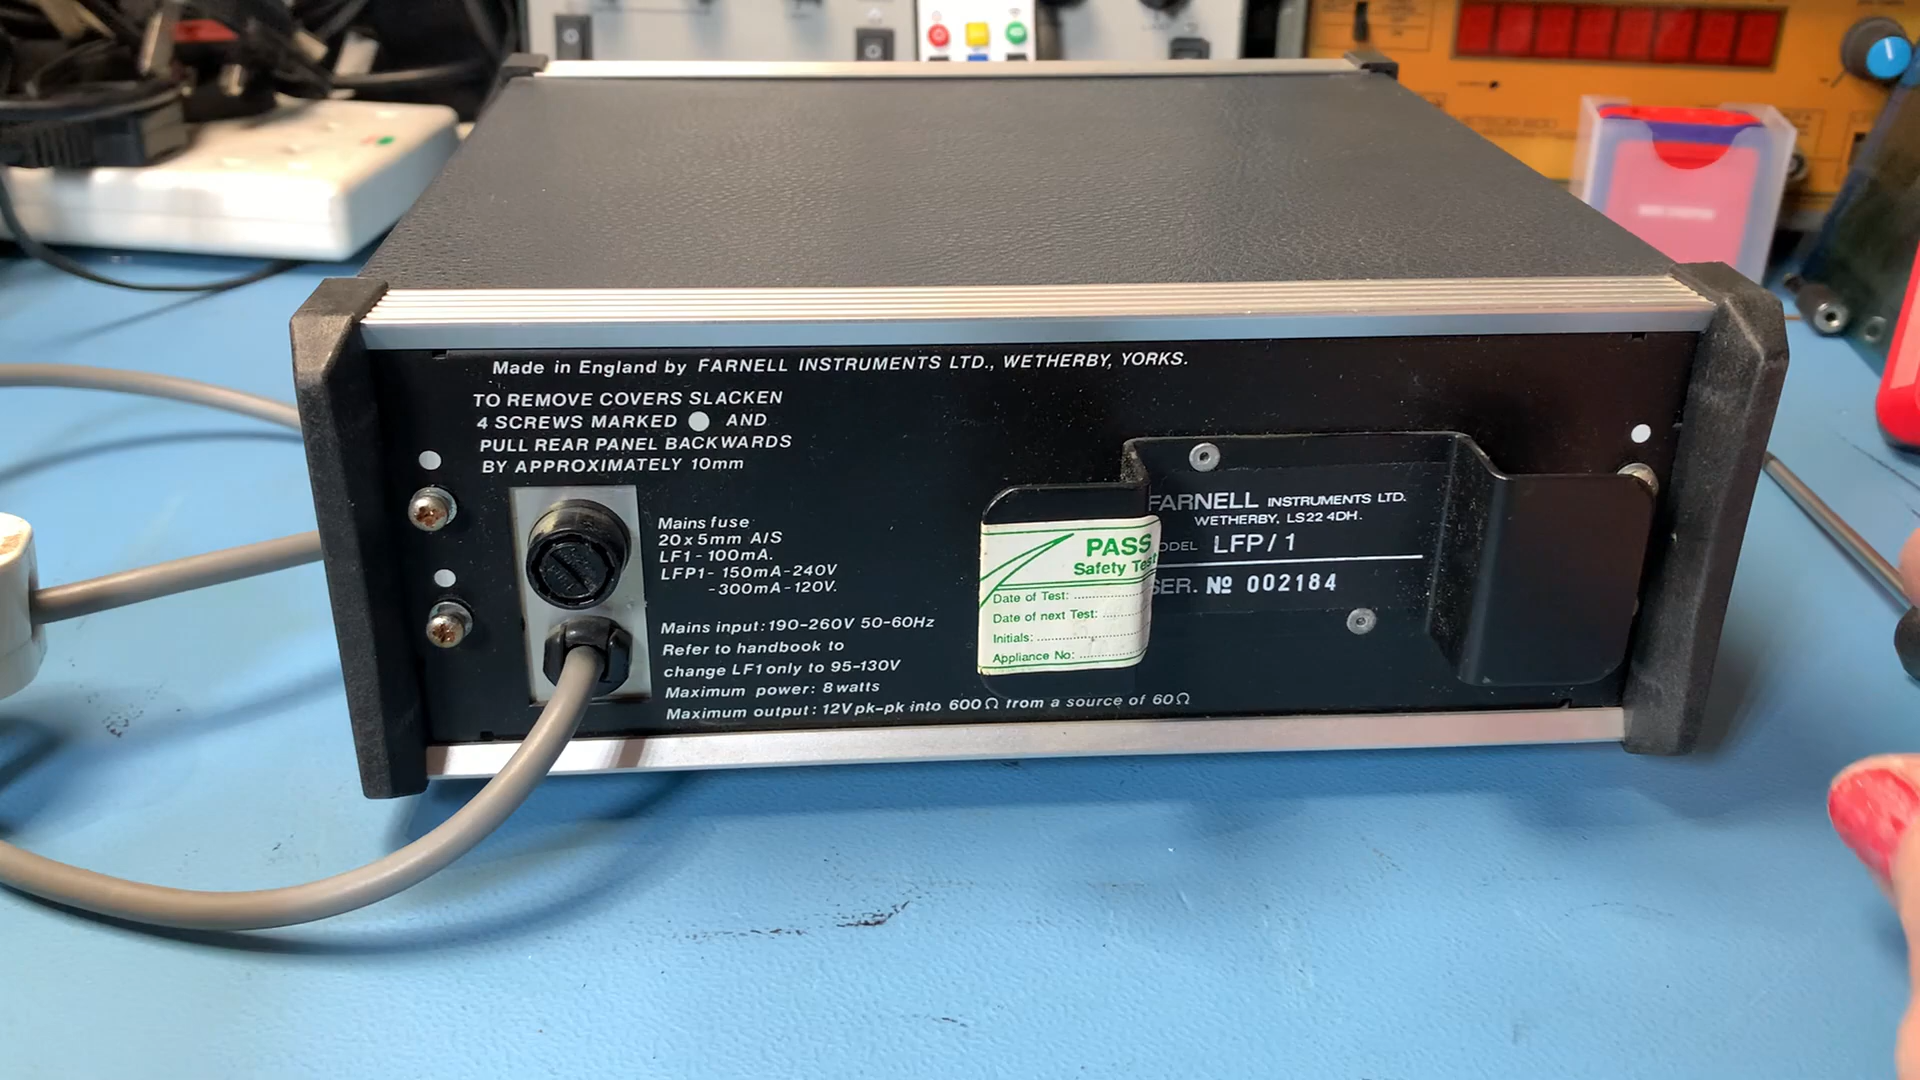 Made in England by FARNELL INSTRUMENTS LTD., WETHERBY, YORKS.
TO REMOVE COVERS SLACKEN
4 SCREWS MARKED ● AND
PULL REAR PANEL BACKWARDS
BY APPROXIMATELY 10mm
Mains fuse
20x5mm A/S
LF1-100mA.
LFP1-150mA-240V
-300mA-120V.
Mains input: 190-260V 50-60Hz
Refer to handbook to
change LF1 only to 95-130V
Maximum power: 8watts
Maximum output: 12V pk-pk into 600Ω from a source of 60Ω
PASS
Safety Test
Date of Test:
Date of next Test:
Initials:
Appliance No:
FARNELL INSTRUMENTS LTD.
WETHERBY, LS22 4DH.
ODEL LFP/1
SER. Nº 002184